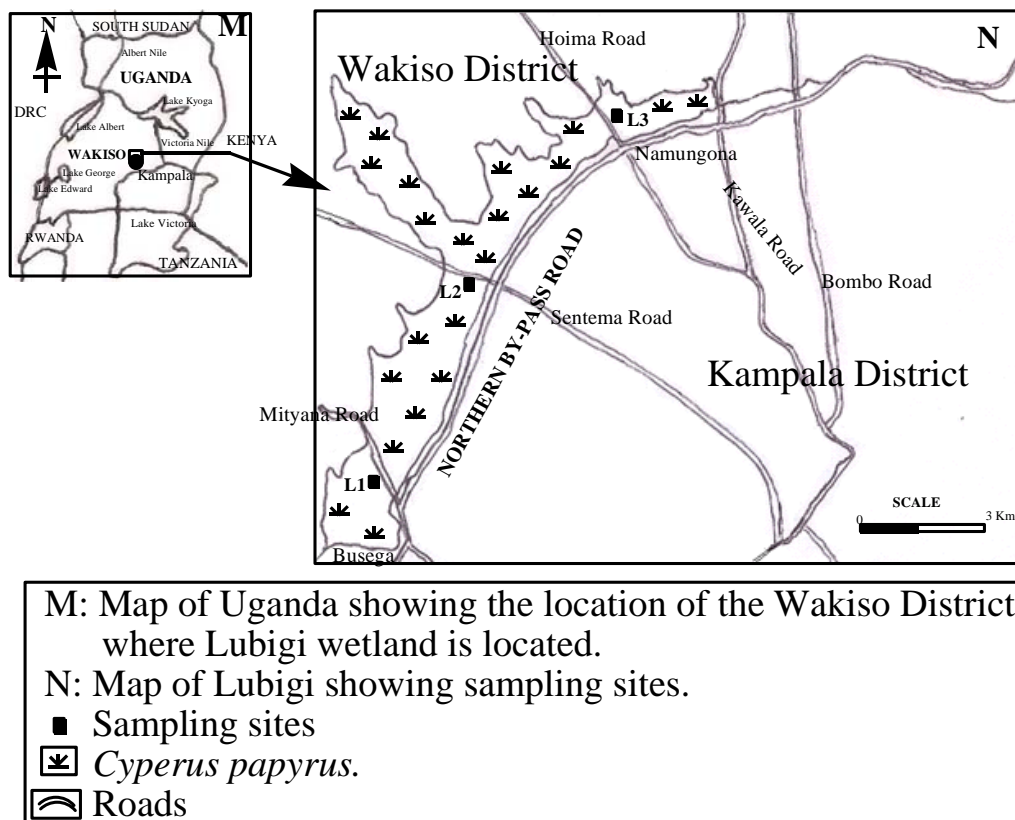 N
M
SOUTH SUDAN
Albert Nile
UGANDA
Lake Kyoga
DRC
Lake Albert
Victoria Nile
KENYA
WAKISO
Lake George
Kampala
Lake Edward
Lake Victoria
RWANDA
TANZANIA
N
Hoima Road
Wakiso District
L3
Namungona
Kawala Road
Bombo Road
L2
Sentema Road
NORTHERN BY-PASS ROAD
Kampala District
Mityana Road
L1
SCALE
0 3 Km
Busega
M: Map of Uganda showing the location of the Wakiso District
where Lubigi wetland is located.
N: Map of Lubigi showing sampling sites.
Sampling sites
Cyperus papyrus.
Roads